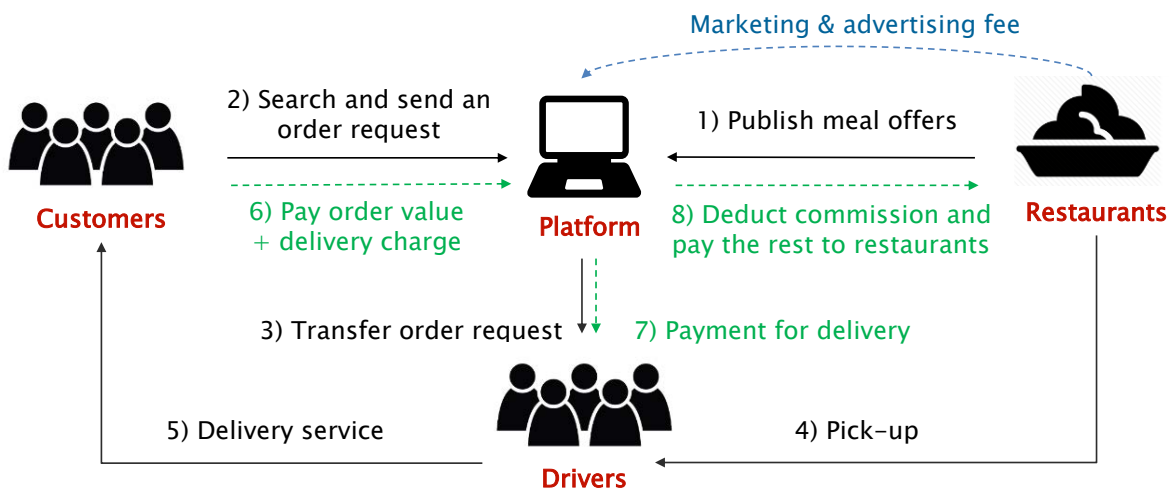 Marketing & advertising fee
2) Search and send an
order request
1) Publish meal offers
Customers
6) Pay order value
+ delivery charge
Platform
8) Deduct commission and
pay the rest to restaurants
Restaurants
3) Transfer order request
7) Payment for delivery
5) Delivery service
4) Pick-up
Drivers